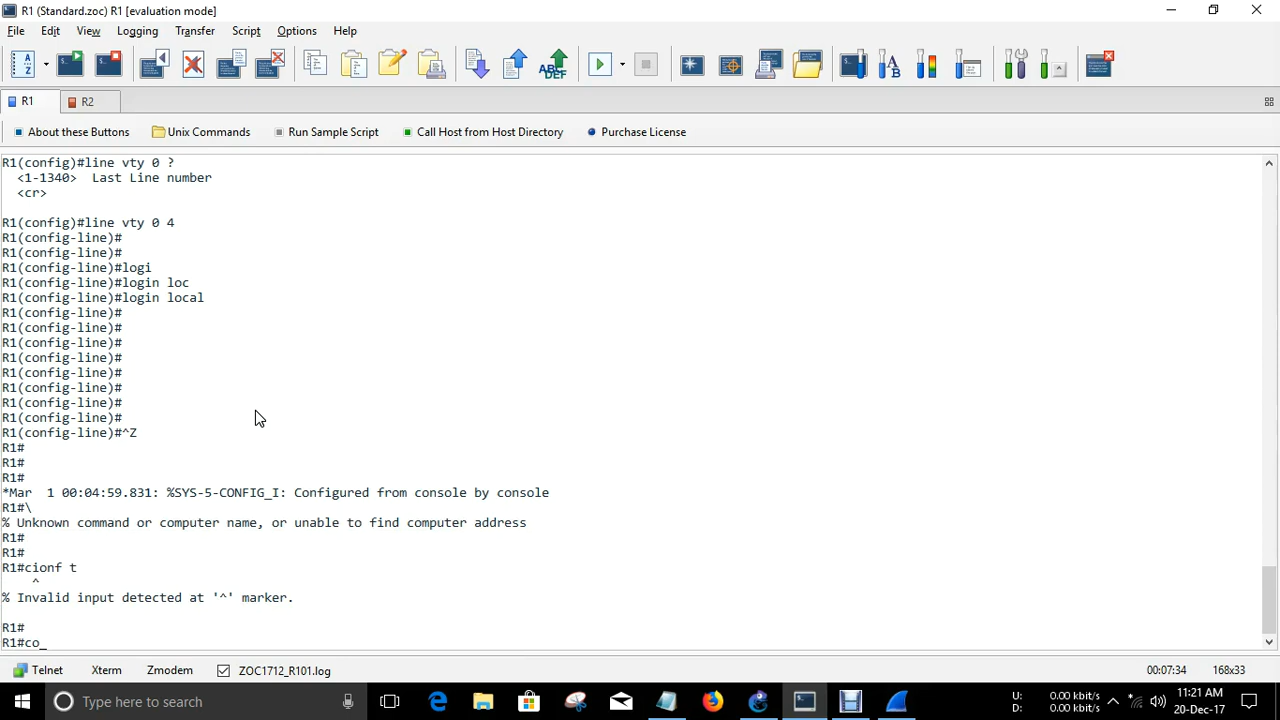 R1 (Standard.zoc) R1 [evaluation mode]
File Edit View Logging Transfer Script Options Help
R1 R2
About these Buttons Unix Commands Run Sample Script Call Host from Host Directory Purchase License
R1(config)#line vty 0 ?
<1-1340> Last Line number
<cr>
R1(config)#line vty 0 4
R1(config-line)#
R1(config-line)#
R1(config-line)#logi
R1(config-line)#login loc
R1(config-line)#login local
R1(config-line)#
R1(config-line)#
R1(config-line)#
R1(config-line)#
R1(config-line)#
R1(config-line)#
R1(config-line)#
R1(config-line)#
R1(config-line)#^Z
R1#
R1#
R1#
*Mar 1 00:04:59.831: %SYS-5-CONFIG_I: Configured from console by console
R1#\
% Unknown command or computer name, or unable to find computer address
R1#
R1#
R1#cionf t
^
% Invalid input detected at '^' marker.
R1#
R1#co_
Telnet Xterm Zmodem ZOC1712_R101.log 00:07:34 168x33
Type here to search U: 0.00 kbit/s 11:21 AM
D: 0.00 kbit/s 20-Dec-17